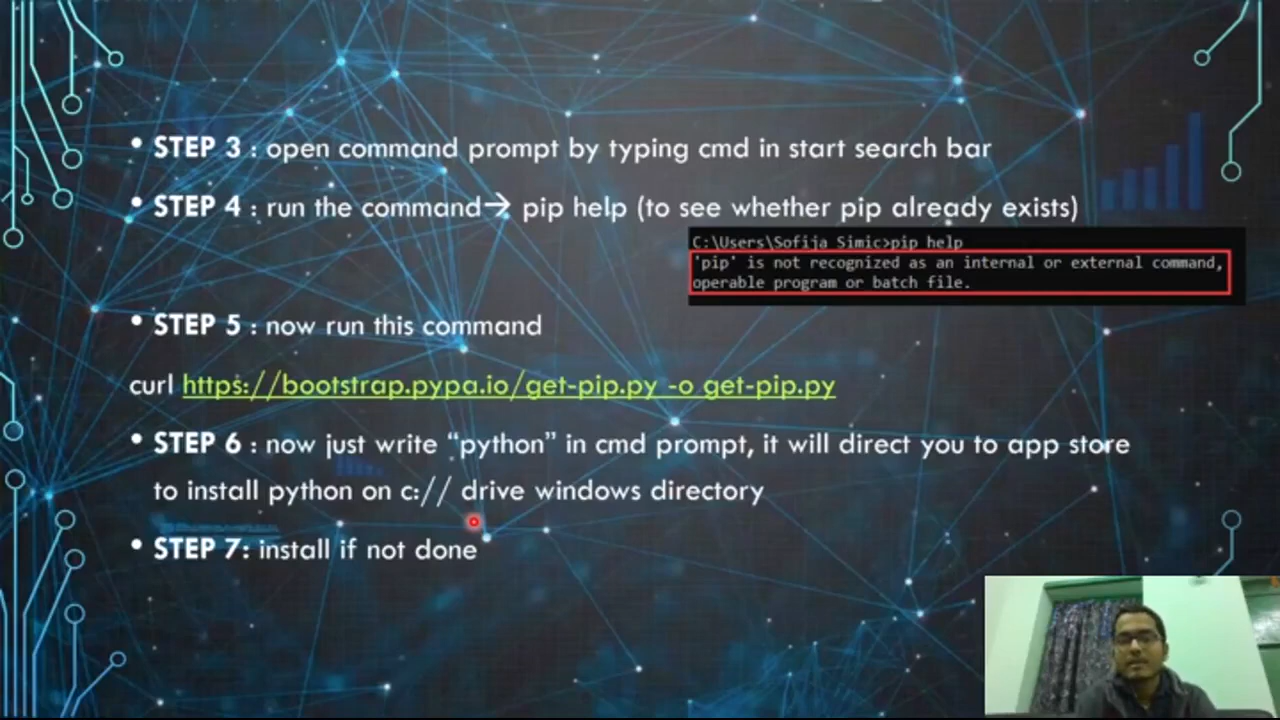 • STEP 3 : open command prompt by typing cmd in start search bar
• STEP 4 : run the command→ pip help (to see whether pip already exists)
C:\Users\Sofija Simic>pip help
'pip' is not recognized as an internal or external command,
operable program or batch file.
• STEP 5 : now run this command
curl https://bootstrap.pypa.io/get-pip.py -o get-pip.py
• STEP 6 : now just write “python” in cmd prompt, it will direct you to app store
to install python on c:// drive windows directory
• STEP 7: install if not done